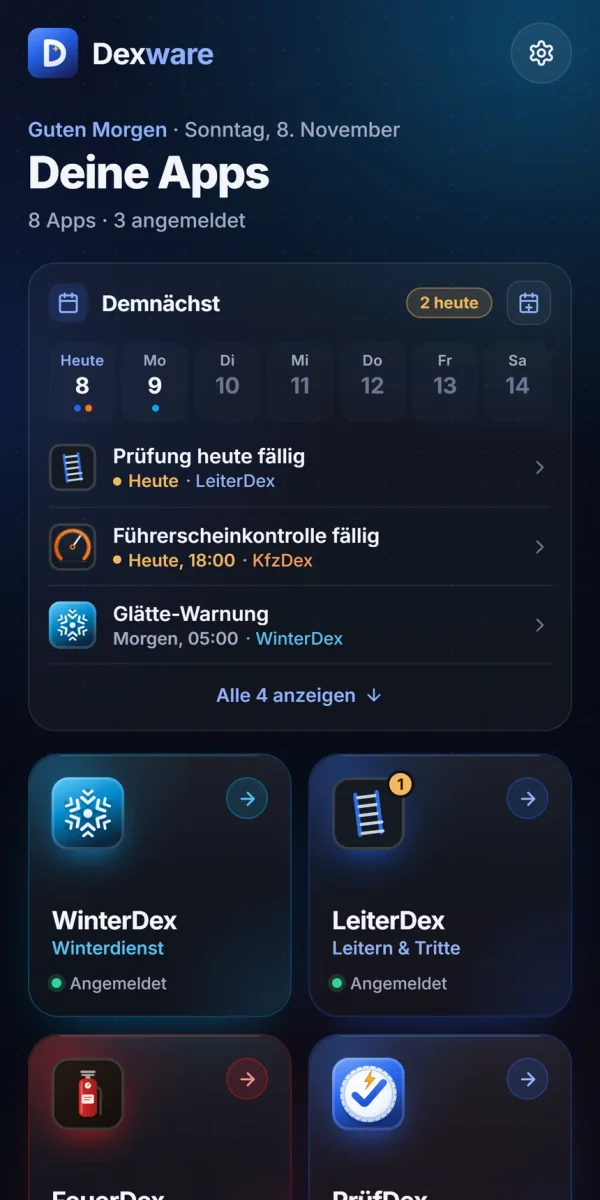 D Dexware
Guten Morgen · Sonntag, 8. November
Deine Apps
8 Apps · 3 angemeldet
Demnächst
2 heute
Heute Mo Di Mi Do Fr Sa
8 9 10 11 12 13 14
Prüfung heute fällig
Heute · LeiterDex
Führerscheinkontrolle fällig
Heute, 18:00 · KfzDex
Glätte-Warnung
Morgen, 05:00 · WinterDex
Alle 4 anzeigen ↓
WinterDex
Winterdienst
Angemeldet
1
LeiterDex
Leitern & Tritte
Angemeldet
FeuerDex
PrüfDex